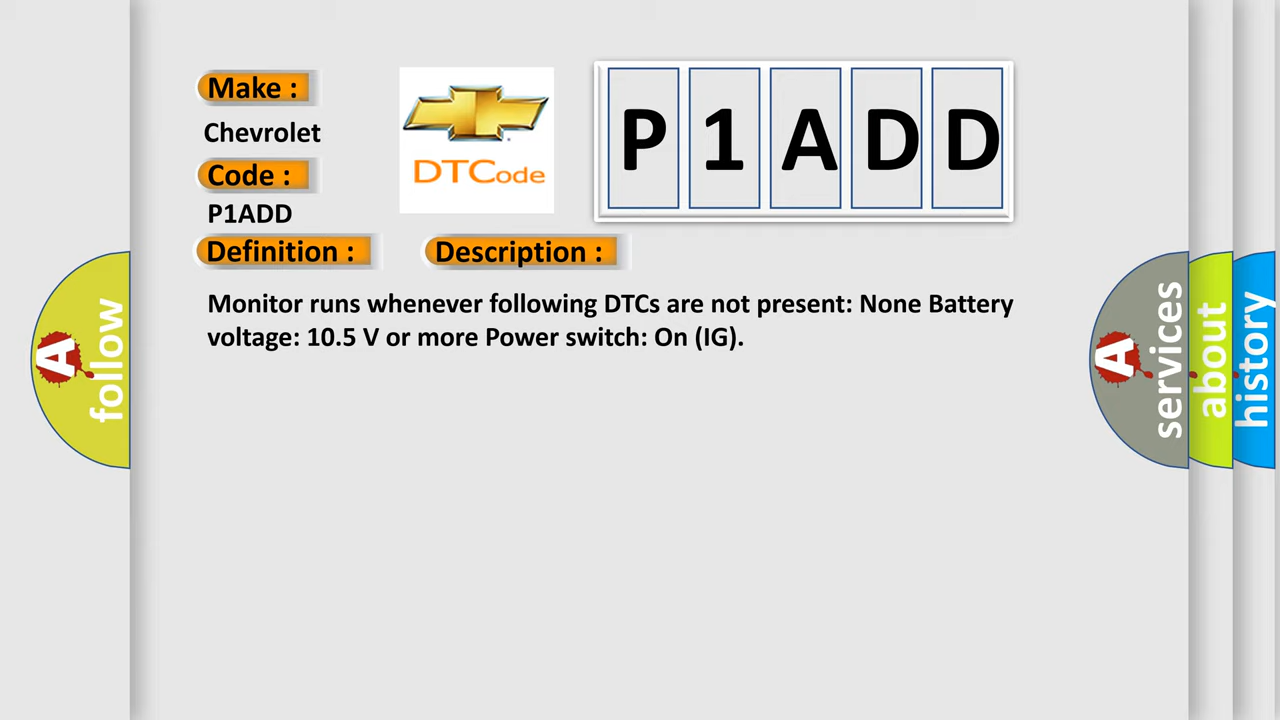 Make :
Chevrolet
Code :
P1ADD
Definition :
Description :
Monitor runs whenever following DTCs are not present: None Battery
voltage: 10.5 V or more Power switch: On (IG).
DTCode
P1ADD
A follow
A services
about
history